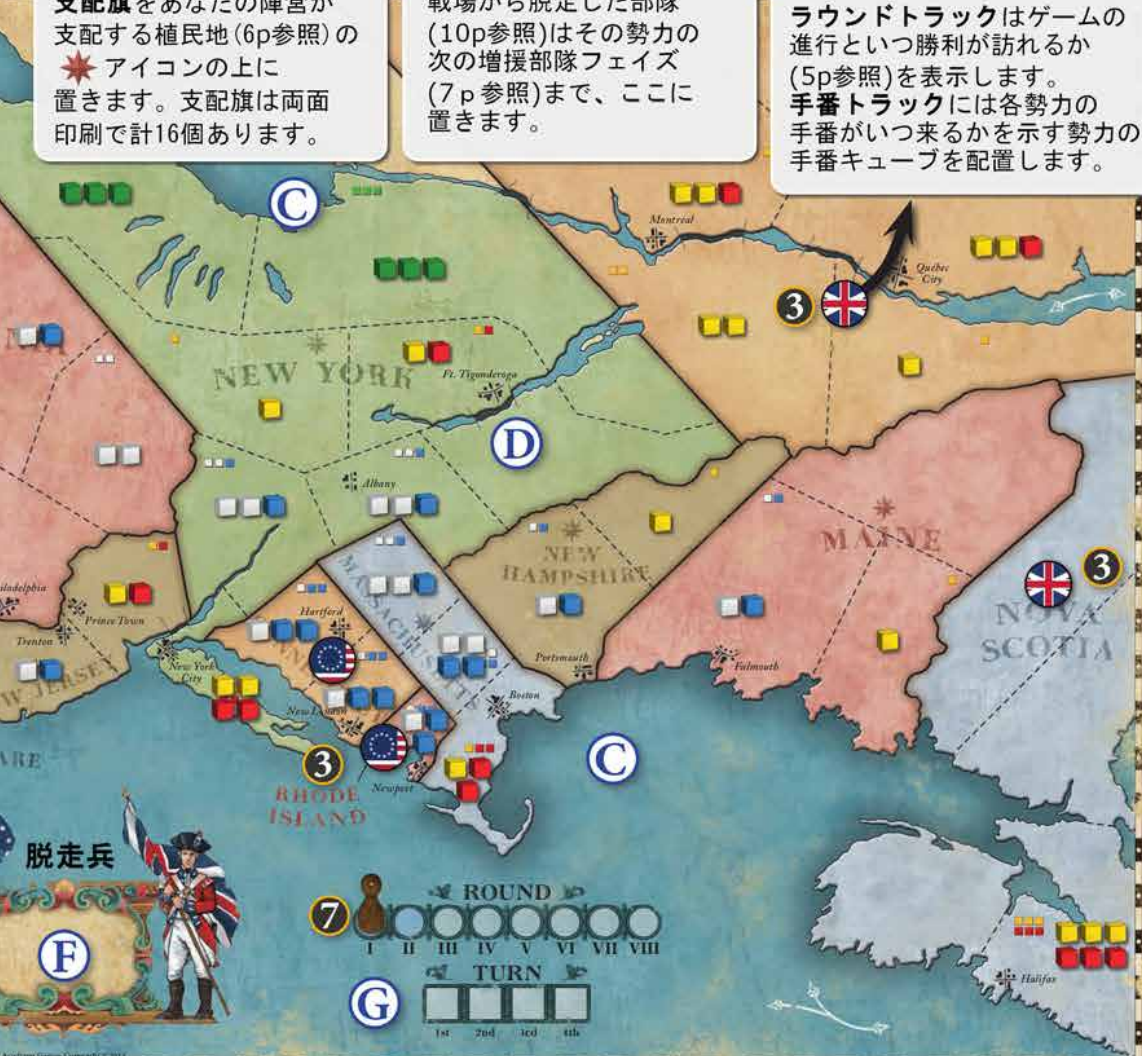 支配旗をあなたの陣営が
支配する植民地(6p参照)の
アイコンの上に
置きます。支配旗は両面
印刷で計16個あります。
戦場から脱走した部隊
(10p参照)はその勢力の
次の増援部隊フェイズ
(7p参照)まで、ここに
置きます。
ラウンドトラックはゲームの
進行といつ勝利が訪れるか
(5p参照)を表示します。
手番トラックには各勢力の
手番がいつ来るかを示す勢力の
手番キューブを配置します。
C
Montreal
Québec
City
3
NEW YORK
Ft. Tigonderoga
D
Albany
MAINE
NEW
HAMPSHIRE
MASSACHUSETTS
3
NOVA
SCOTIA
Hartford
Prince Town
Trenton
New York
City
Portsmouth
Falmouth
Boston
New London
C
3
Newport
RHODE
ISLAND
脱走兵
F
7
ROUND
I II III IV V VI VII VIII
TURN
G
1st 2nd 3rd 4th
Halifax